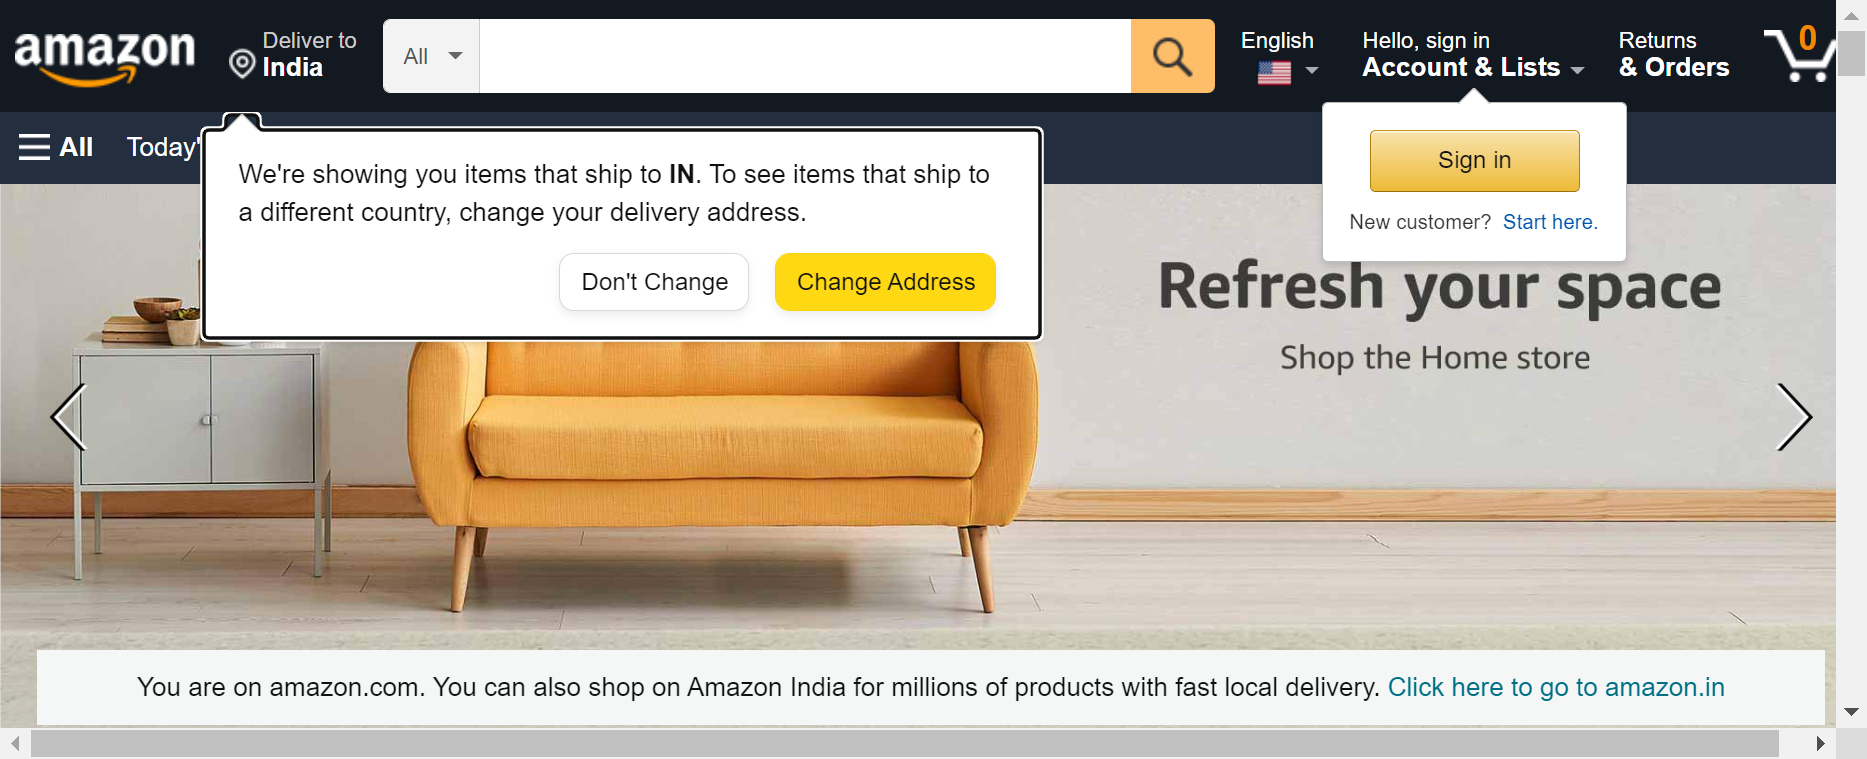 amazon
Deliver to
India
All
English
Hello, sign in
Account & Lists
Returns
& Orders
0
All
Today'
We're showing you items that ship to IN. To see items that ship to
a different country, change your delivery address.
Don't Change
Change Address
Sign in
New customer? Start here.
Refresh your space
Shop the Home store
You are on amazon.com. You can also shop on Amazon India for millions of products with fast local delivery. Click here to go to amazon.in